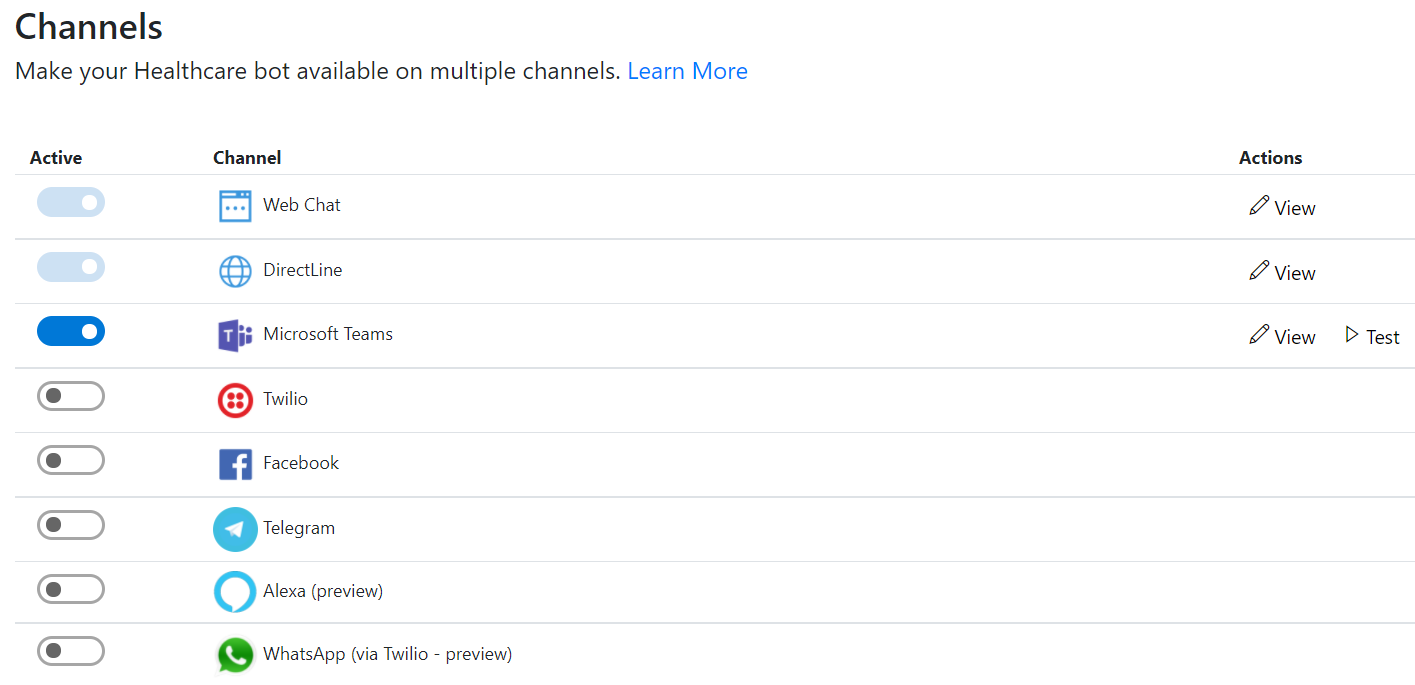 Channels
Make your Healthcare bot available on multiple channels. Learn More
Active Channel Actions
Web Chat View
DirectLine View
T Microsoft Teams View Test
Twilio
f Facebook
Telegram
Alexa (preview)
WhatsApp (via Twilio - preview)